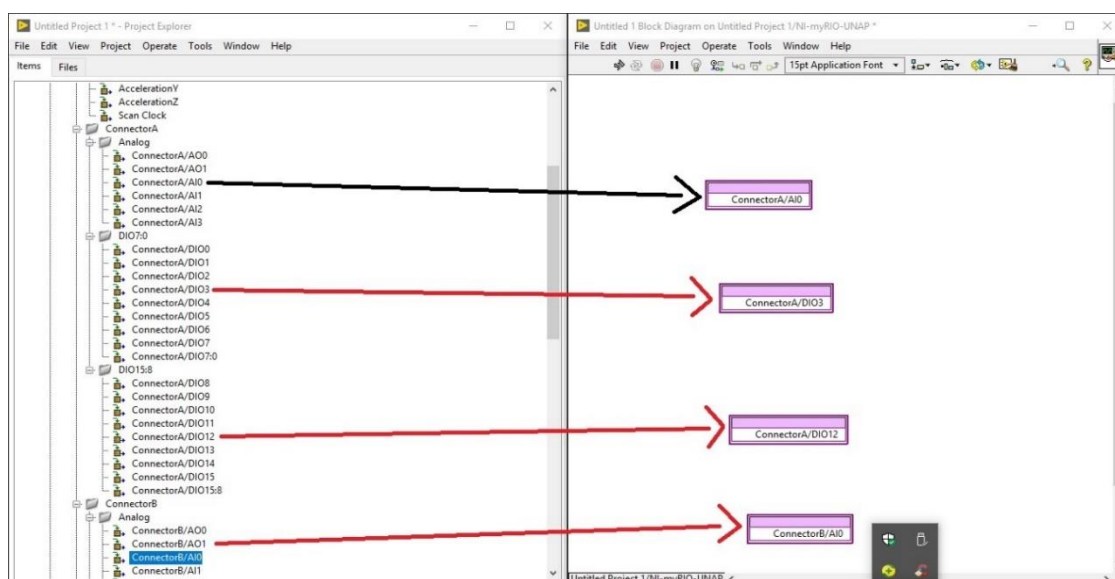 Untitled Project 1 * - Project Explorer
File Edit View Project Operate Tools Window Help
Items Files
AccelerationY
AccelerationZ
Scan Clock
ConnectorA
Analog
ConnectorA/AO0
ConnectorA/AO1
ConnectorA/AI0
ConnectorA/AI1
ConnectorA/AI2
ConnectorA/AI3
DIO7:0
ConnectorA/DIO0
ConnectorA/DIO1
ConnectorA/DIO2
ConnectorA/DIO3
ConnectorA/DIO4
ConnectorA/DIO5
ConnectorA/DIO6
ConnectorA/DIO7
ConnectorA/DIO7:0
DIO15:8
ConnectorA/DIO8
ConnectorA/DIO9
ConnectorA/DIO10
ConnectorA/DIO11
ConnectorA/DIO12
ConnectorA/DIO13
ConnectorA/DIO14
ConnectorA/DIO15
ConnectorA/DIO15:8
ConnectorB
Analog
ConnectorB/AO0
ConnectorB/AO1
ConnectorB/AI0
ConnectorB/AI1
Untitled 1 Block Diagram on Untitled Project 1/NI-myRIO-UNAP *
File Edit View Project Operate Tools Window Help
15pt Application Font
ConnectorA/AI0
ConnectorA/DIO3
ConnectorA/DIO12
ConnectorB/AI0
Untitled Project 1/NI-myRIO-UNAP